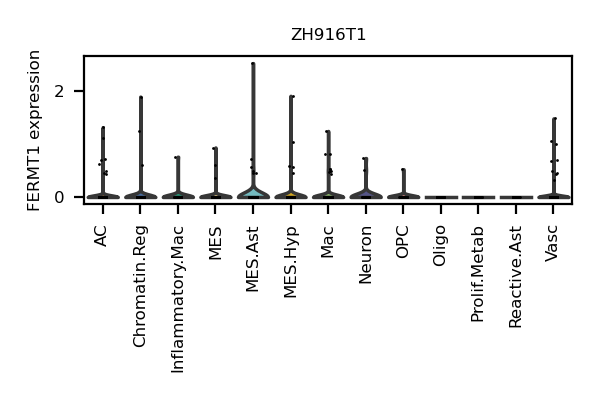 ZH916T1
FERMT1 expression
2
0
AC
Chromatin.Reg
Inflammatory.Mac
MES
MES.Ast
MES.Hyp
Mac
Neuron
OPC
Oligo
Prolif.Metab
Reactive.Ast
Vasc